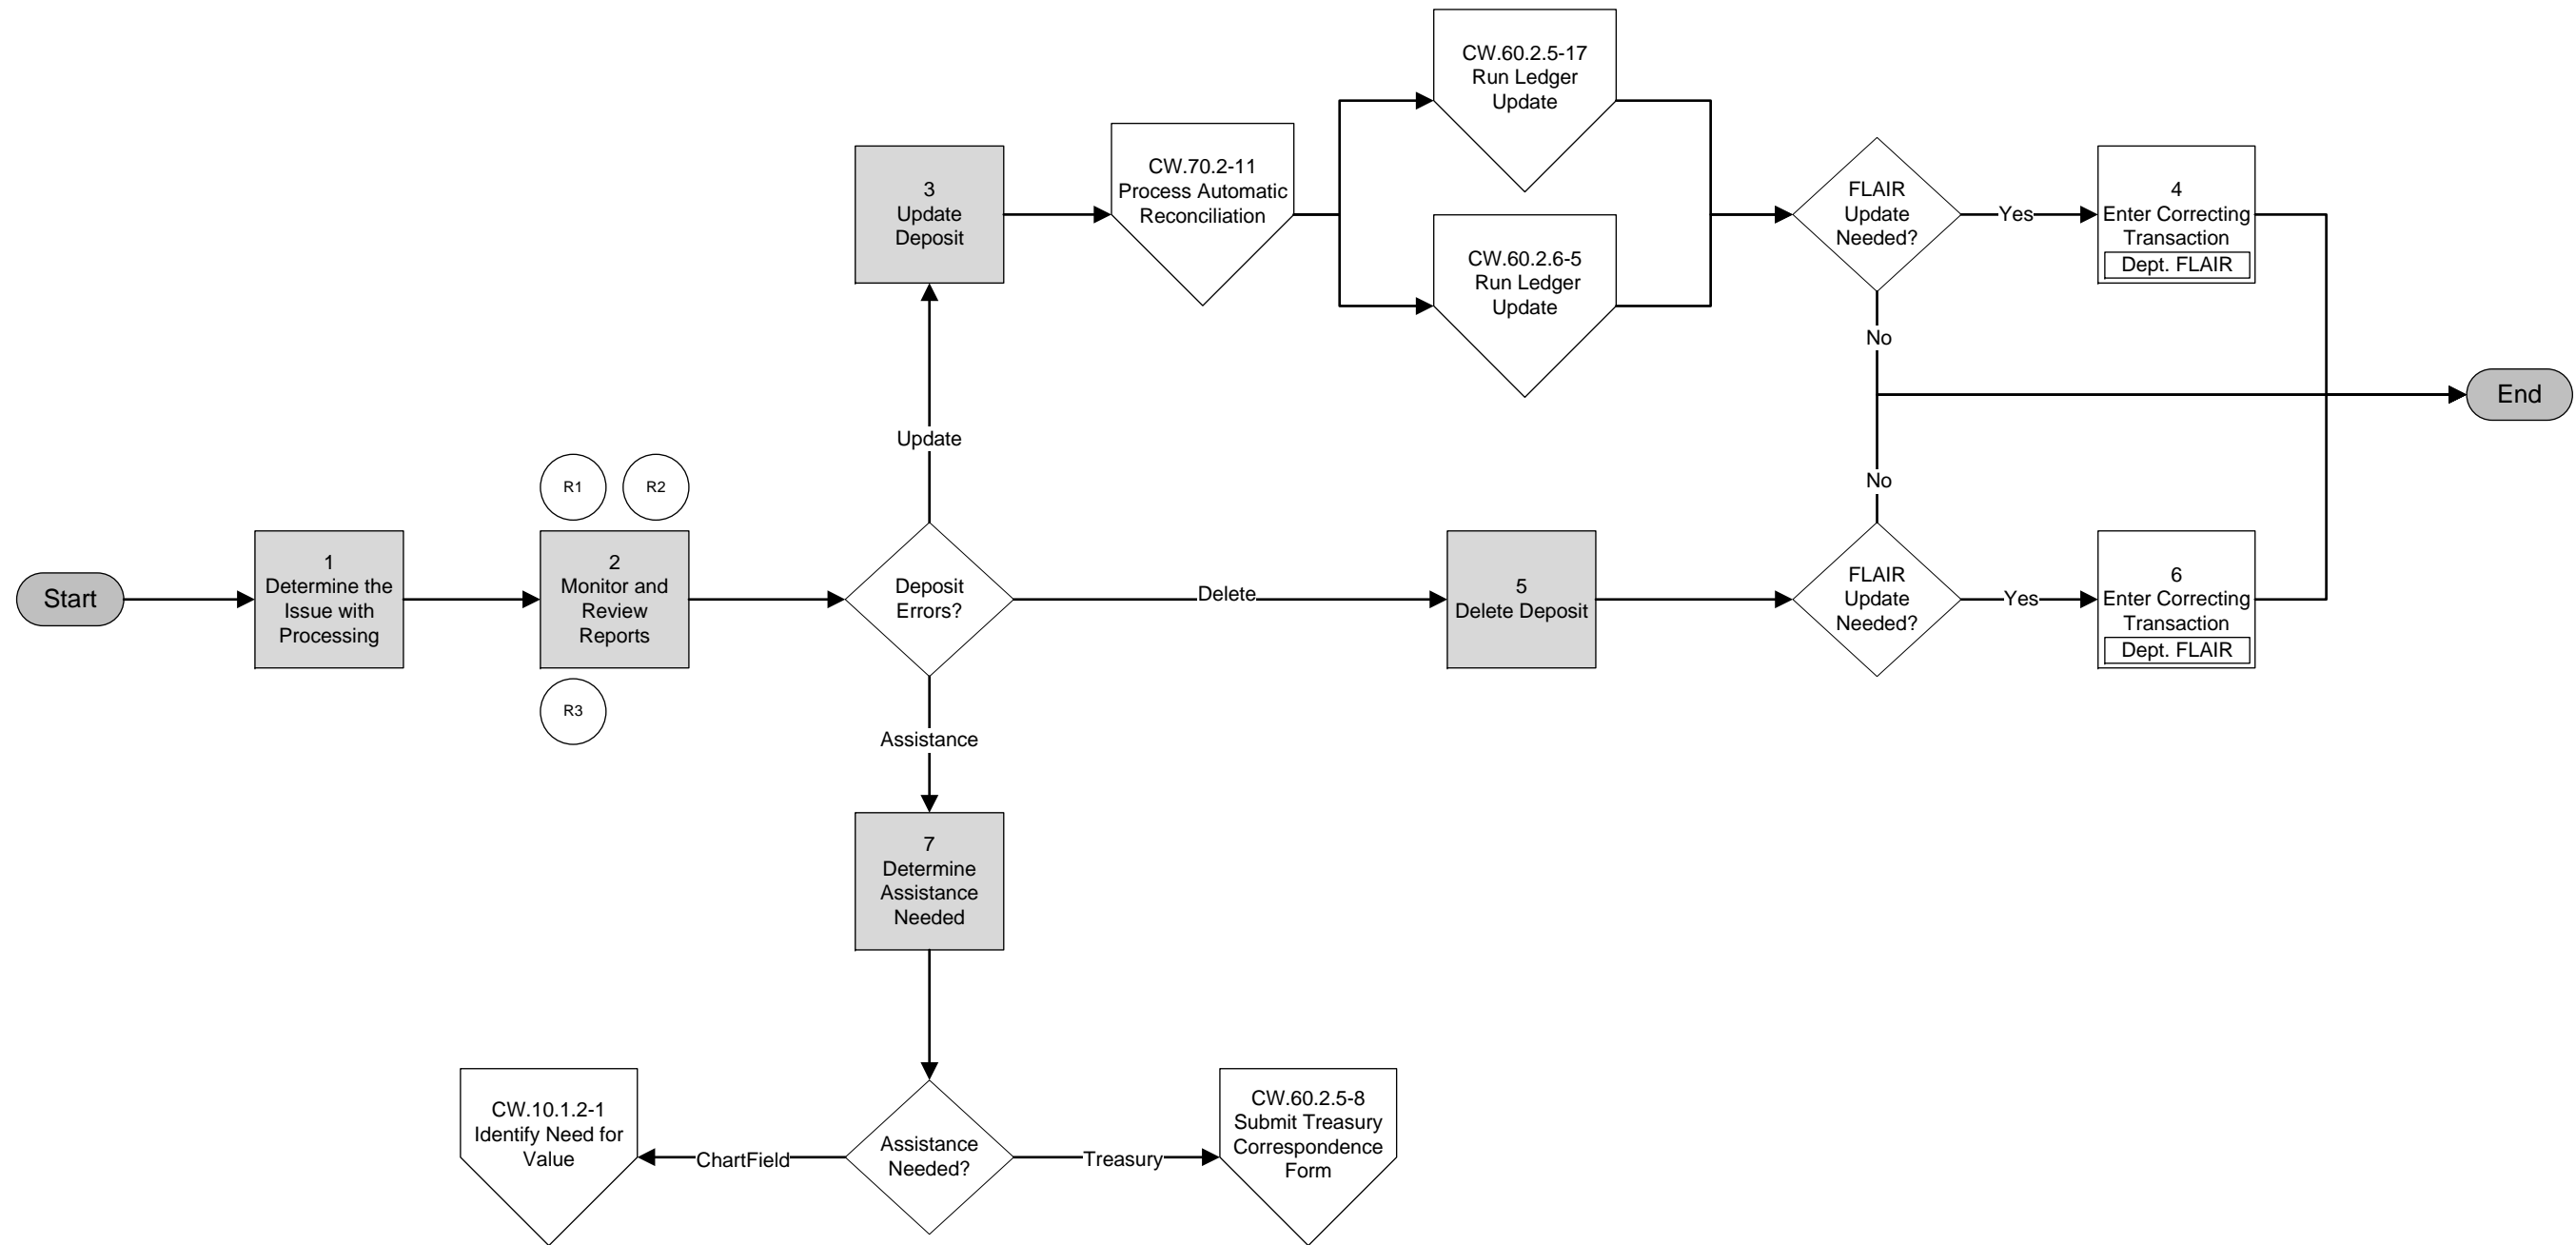 CW.60.2.5-17
Run Ledger
Update
CW.70.2-11
Process Automatic
Reconciliation
3
Update
Deposit
FLAIR
Update
Needed?
Yes
4
Enter Correcting
Transaction
Dept. FLAIR
CW.60.2.6-5
Run Ledger
Update
No
End
Update
R1
R2
No
Start
1
Determine the
Issue with
Processing
2
Monitor and
Review
Reports
Deposit
Errors?
Delete
5
Delete Deposit
FLAIR
Update
Needed?
Yes
6
Enter Correcting
Transaction
Dept. FLAIR
R3
Assistance
7
Determine
Assistance
Needed
CW.10.1.2-1
Identify Need for
Value
ChartField
Assistance
Needed?
Treasury
CW.60.2.5-8
Submit Treasury
Correspondence
Form